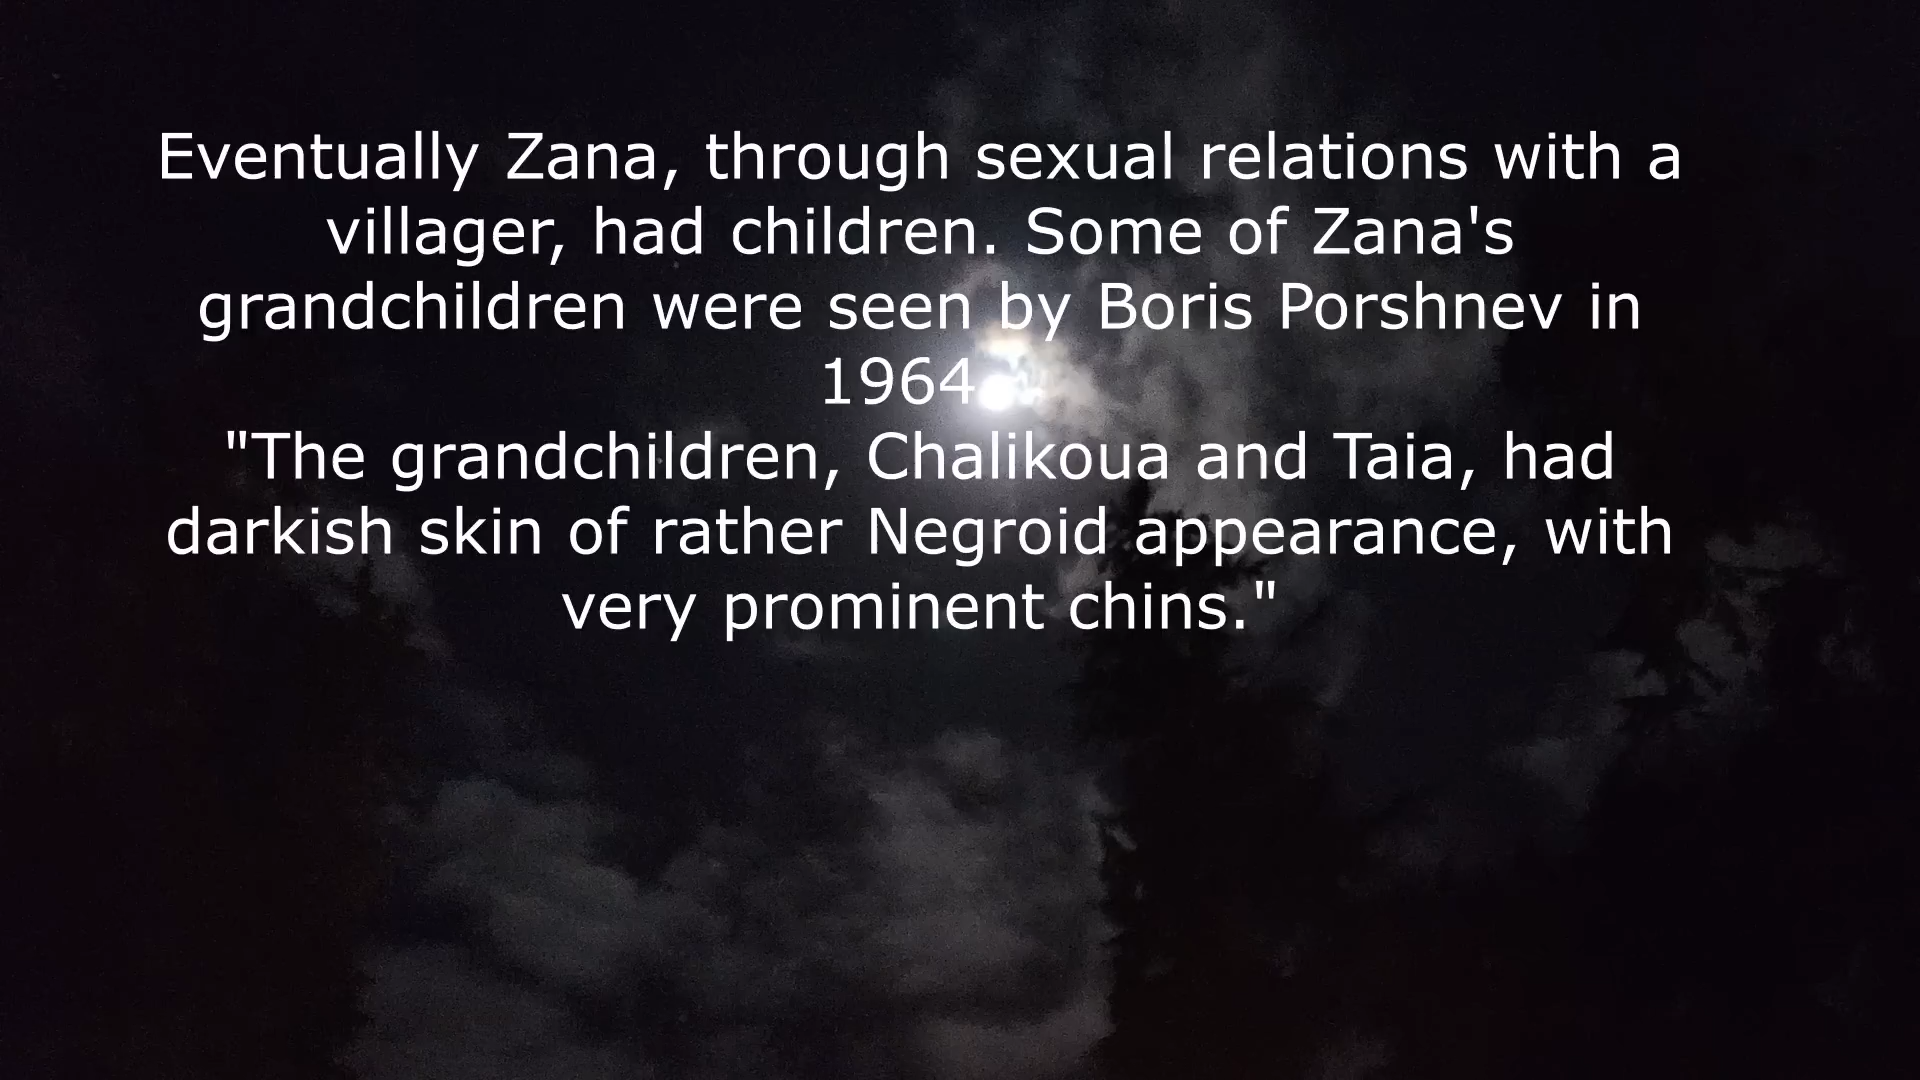 Eventually Zana, through sexual relations with a
villager, had children. Some of Zana's
grandchildren were seen by Boris Porshnev in
1964
"The grandchildren, Chalikoua and Taia, had
darkish skin of rather Negroid appearance, with
very prominent chins."